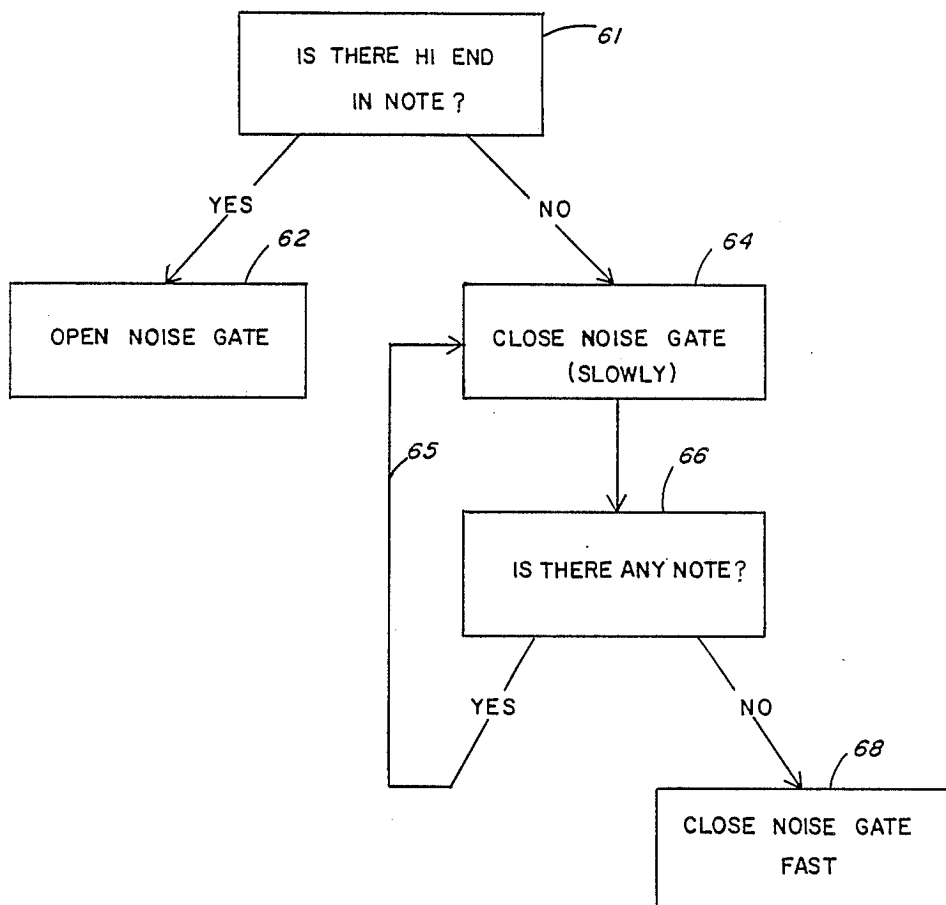 61
IS THERE HI END
IN NOTE?
YES
NO
62
64
OPEN NOISE GATE
CLOSE NOISE GATE
(SLOWLY)
65
66
IS THERE ANY NOTE?
YES
NO
68
CLOSE NOISE GATE
FAST